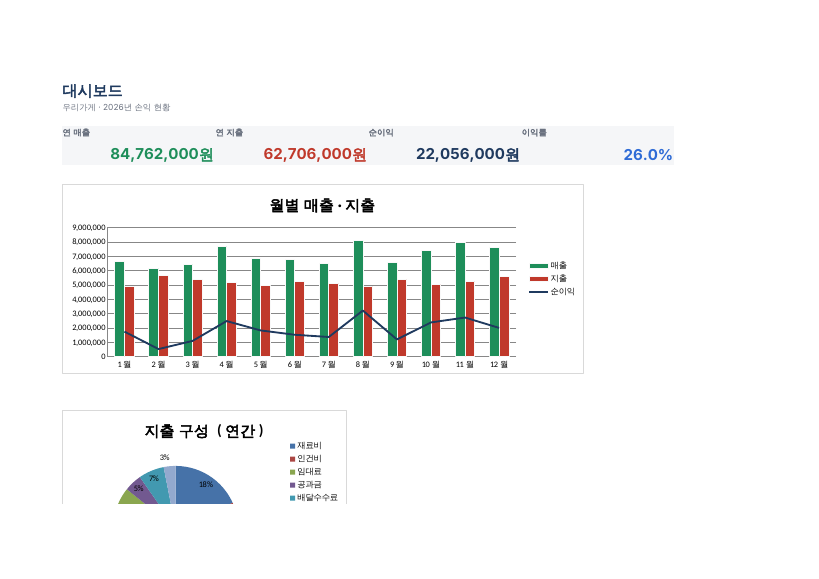 대시보드
우리가게 · 2026년 손익 현황
연 매출 연 지출 순이익 이익률
84,762,000원 62,706,000원 22,056,000원 26.0%
월별 매출 · 지출
9,000,000
8,000,000
7,000,000
6,000,000
5,000,000
4,000,000
3,000,000
2,000,000
1,000,000
0
1월 2월 3월 4월 5월 6월 7월 8월 9월 10월 11월 12월
매출
지출
순이익
지출 구성 (연간)
3%
7%
5%
18%
재료비
인건비
임대료
공과금
배달수수료